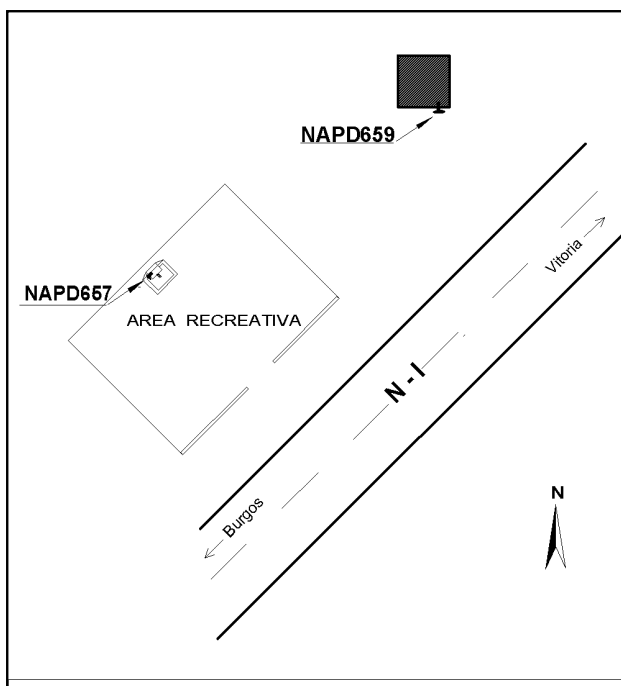 NAPD659
Vitoria
NAPD657
AREA RECREATIVA
N-I
Burgos
N